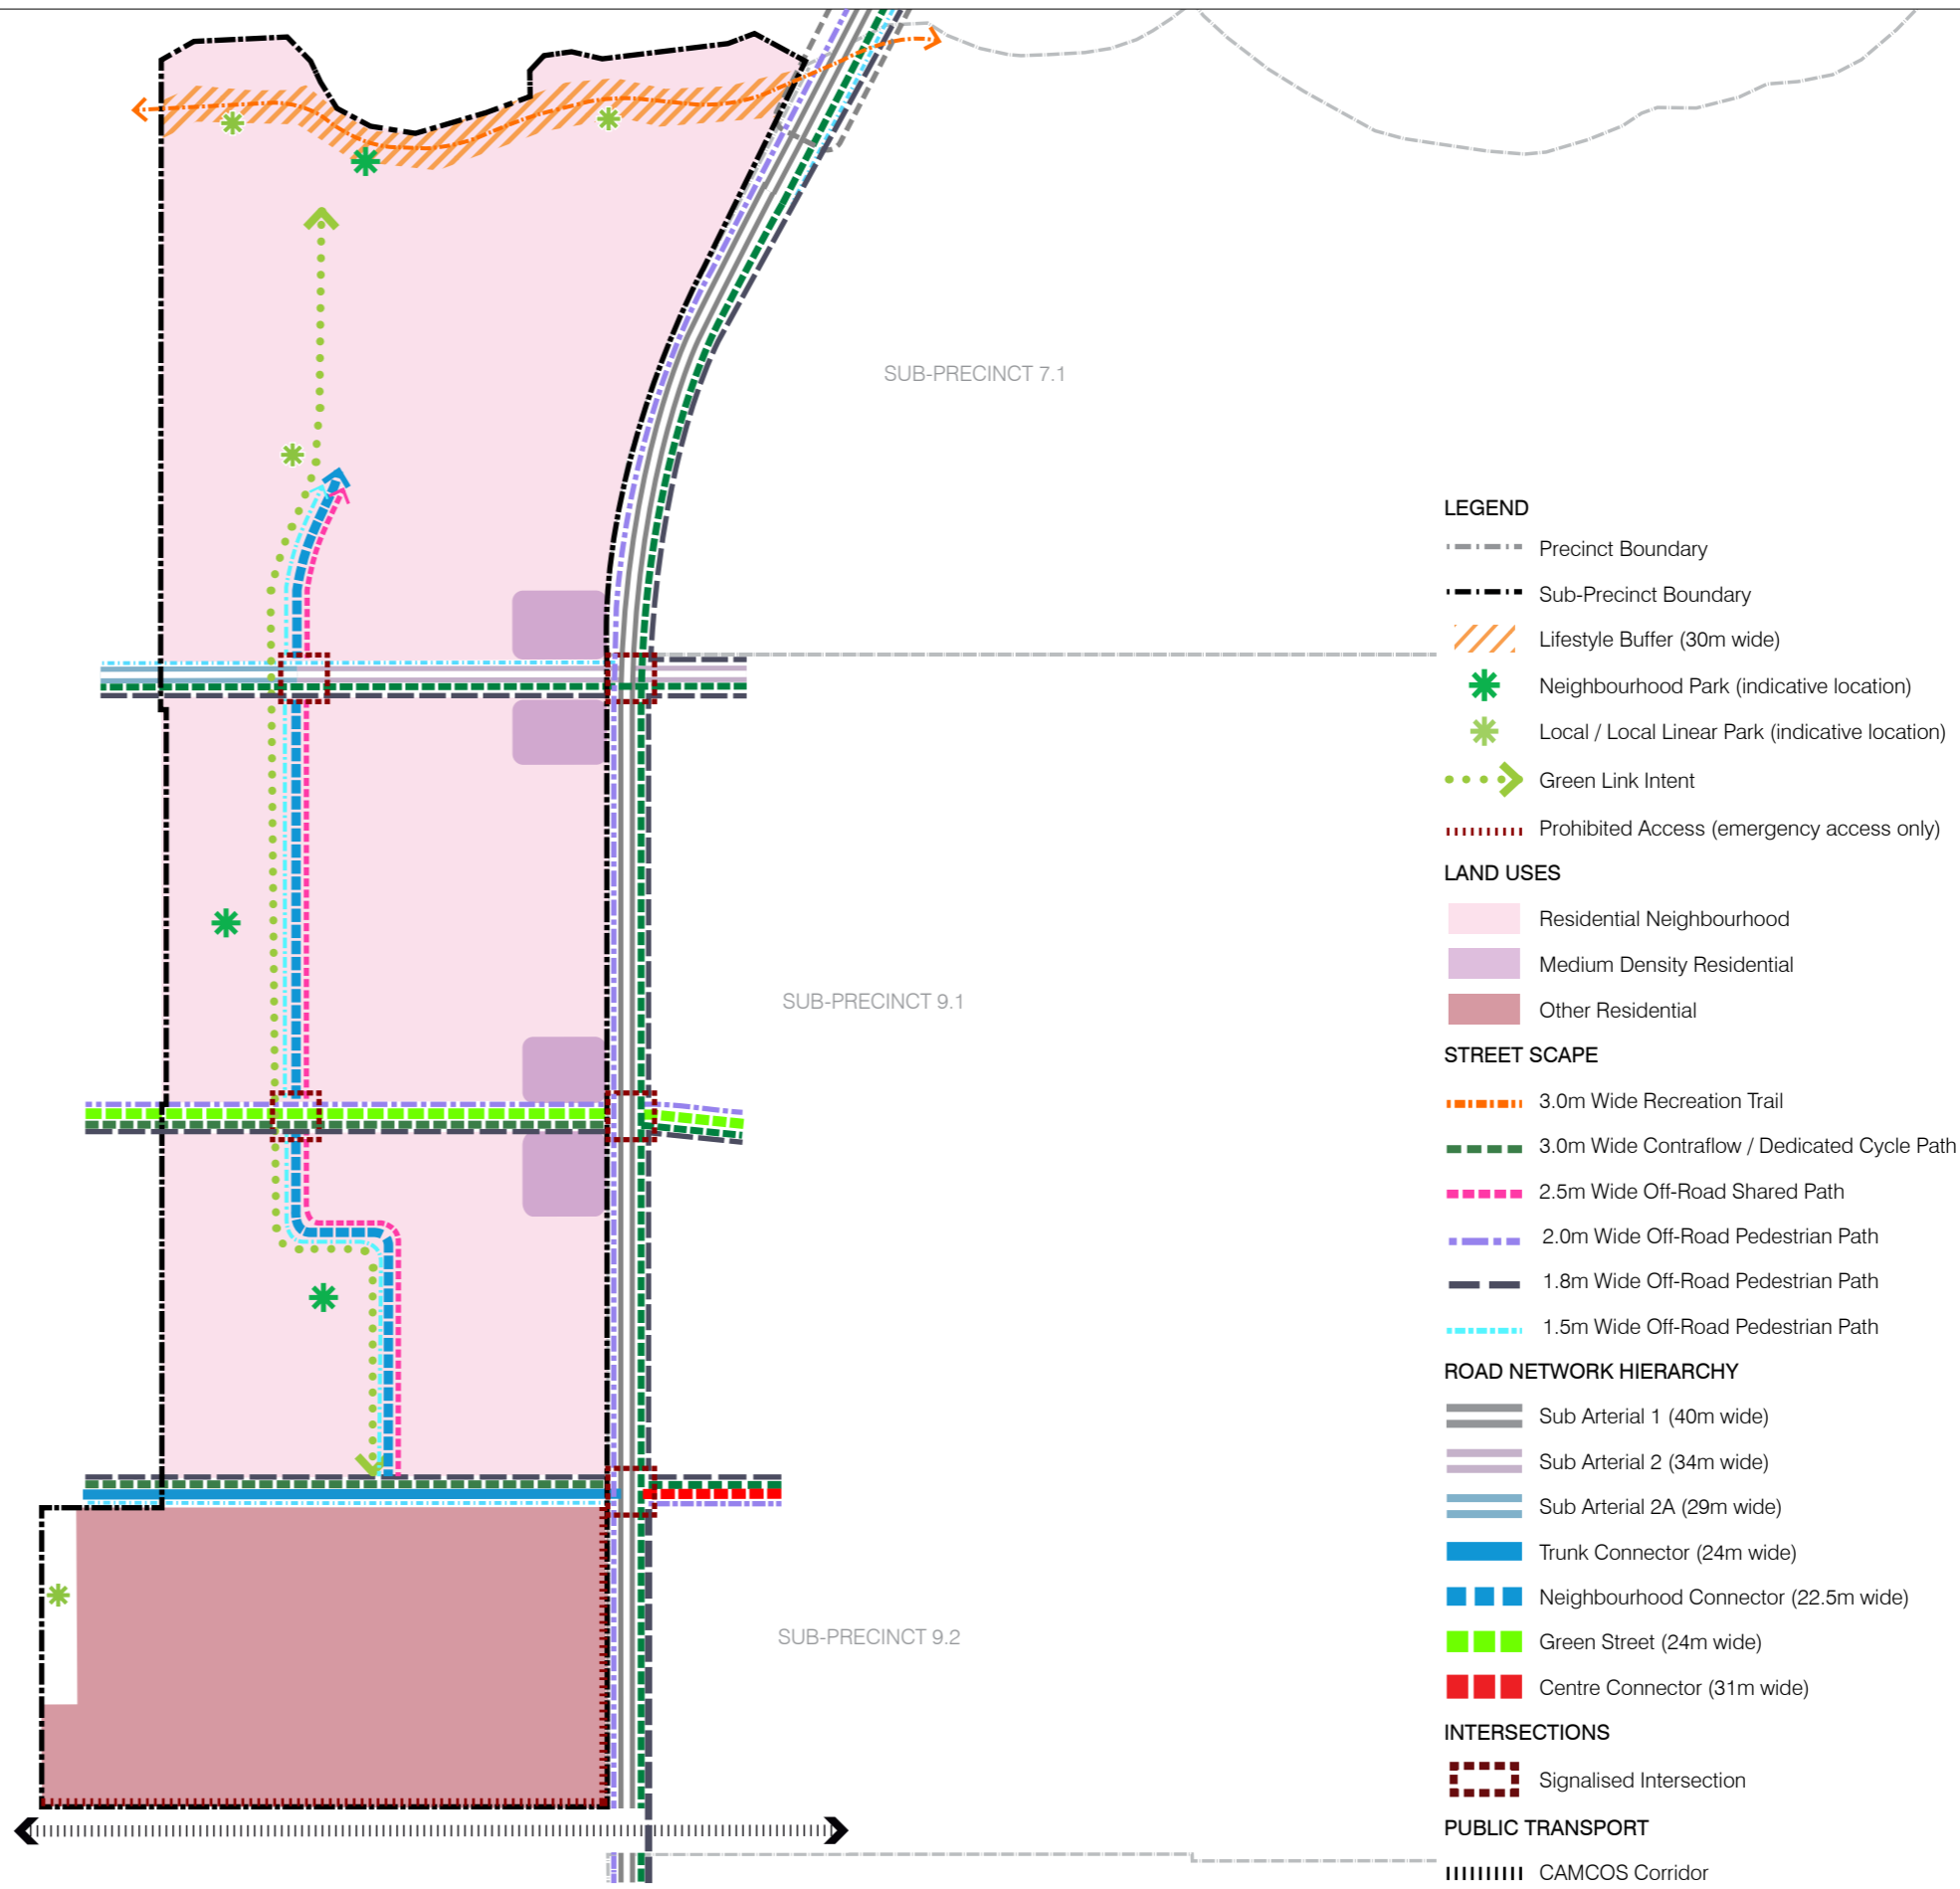 SUB-PRECINCT 7.1
SUB-PRECINCT 9.1
SUB-PRECINCT 9.2
LEGEND
Precinct Boundary
Sub-Precinct Boundary
Lifestyle Buffer (30m wide)
Neighbourhood Park (indicative location)
Local / Local Linear Park (indicative location)
Green Link Intent
Prohibited Access (emergency access only)
LAND USES
Residential Neighbourhood
Medium Density Residential
Other Residential
STREET SCAPE
3.0m Wide Recreation Trail
3.0m Wide Contraflow / Dedicated Cycle Path
2.5m Wide Off-Road Shared Path
2.0m Wide Off-Road Pedestrian Path
1.8m Wide Off-Road Pedestrian Path
1.5m Wide Off-Road Pedestrian Path
ROAD NETWORK HIERARCHY
Sub Arterial 1 (40m wide)
Sub Arterial 2 (34m wide)
Sub Arterial 2A (29m wide)
Trunk Connector (24m wide)
Neighbourhood Connector (22.5m wide)
Green Street (24m wide)
Centre Connector (31m wide)
INTERSECTIONS
Signalised Intersection
PUBLIC TRANSPORT
CAMCOS Corridor